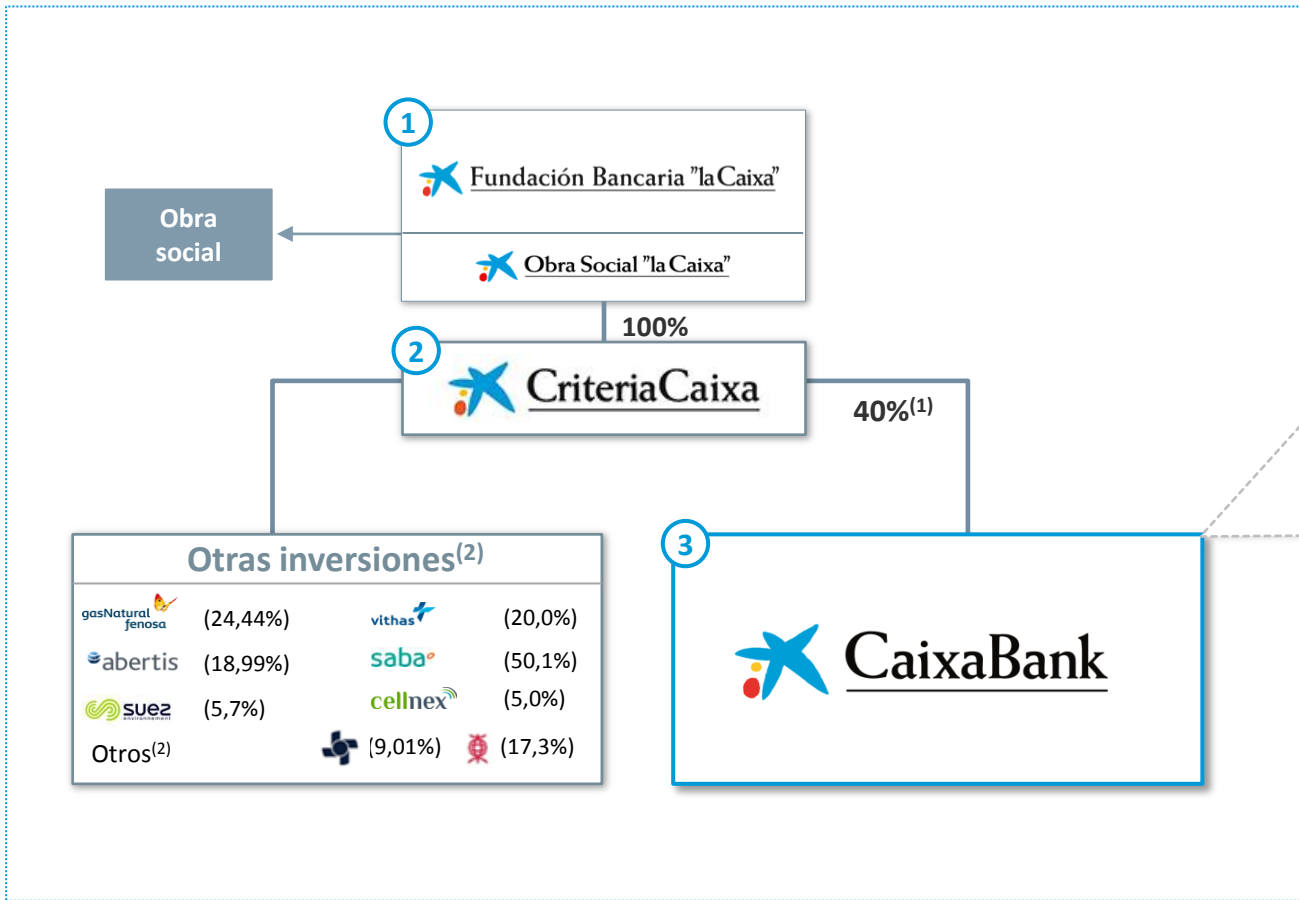 1
Fundación Bancaria "la Caixa"
Obra Social "la Caixa"
Obra
social
100%
2
CriteriaCaixa
40%(1)
Otras inversiones(2)
gasNatural
fenosa
(24,44%)
vithas
(20,0%)
abertis
(18,99%)
saba
(50,1%)
suez
environnement
(5,7%)
cellnex
(5,0%)
Otros(2)
(9,01%)
(17,3%)
3
CaixaBank